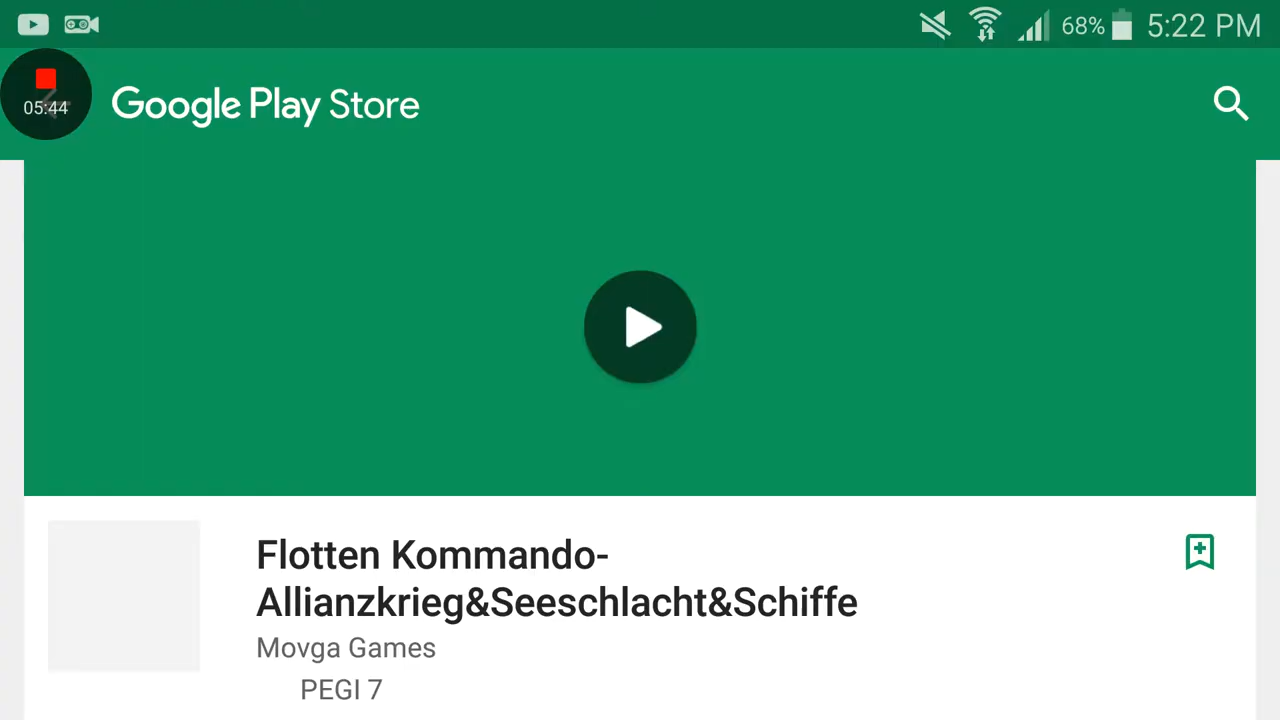 68% 5:22 PM
05:44
Google Play Store
Flotten Kommando-
Allianzkrieg&Seeschlacht&Schiffe
Movga Games
PEGI 7